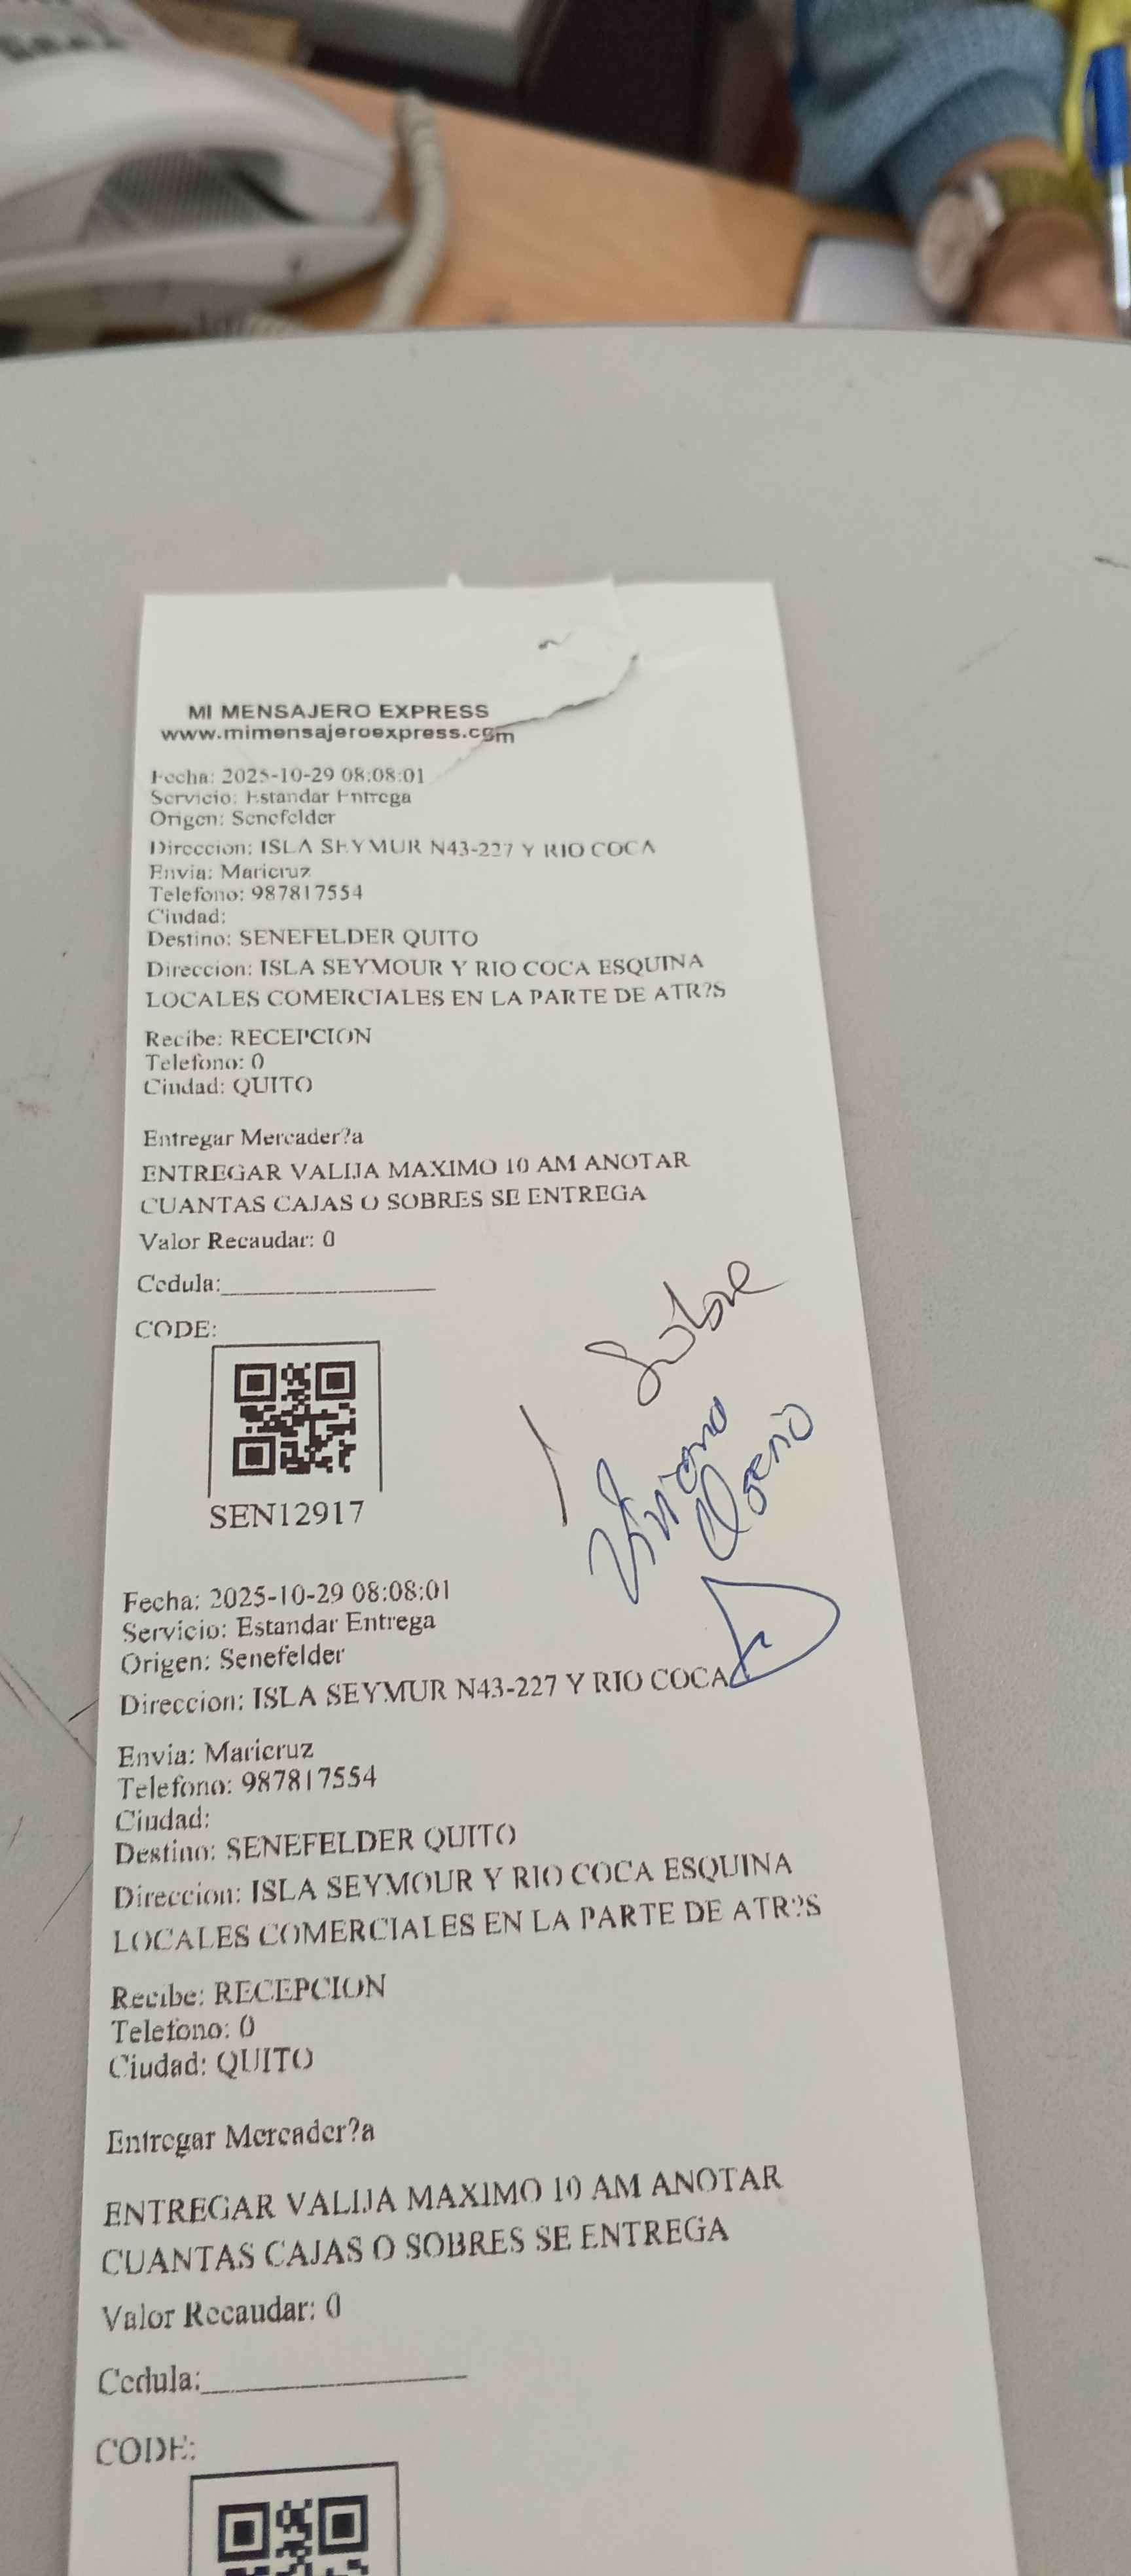 MI MENSAJERO EXPRESS
www.mimensajeroexpress.com
Fecha: 2025-10-29 08:08:01
Servicio: Estandar Entrega
Origen: Senefelder
Direccion: ISLA SEYMUR N43-227 Y RIO COCA
Envia: Maricruz
Telefono: 987817554
Ciudad:
Destino: SENEFELDER QUITO
Direccion: ISLA SEYMOUR Y RIO COCA ESQUINA
LOCALES COMERCIALES EN LA PARTE DE ATR?S
Recibe: RECEPCION
Telefono: 0
Ciudad: QUITO
Entregar Mercader?a
ENTREGAR VALIJA MAXIMO 10 AM ANOTAR
CUANTAS CAJAS O SOBRES SE ENTREGA
Valor Recaudar: 0
Cedula:
CODE:
SEN12917
1 Sobre
Viviana
Osorio
Fecha: 2025-10-29 08:08:01
Servicio: Estandar Entrega
Origen: Senefelder
Direccion: ISLA SEYMUR N43-227 Y RIO COCA
Envia: Maricruz
Telefono: 987817554
Ciudad:
Destino: SENEFELDER QUITO
Direccion: ISLA SEYMOUR Y RIO COCA ESQUINA
LOCALES COMERCIALES EN LA PARTE DE ATR?S
Recibe: RECEPCION
Telefono: 0
Ciudad: QUITO
Entregar Mercader?a
ENTREGAR VALIJA MAXIMO 10 AM ANOTAR
CUANTAS CAJAS O SOBRES SE ENTREGA
Valor Recaudar: 0
Cedula:
CODE: